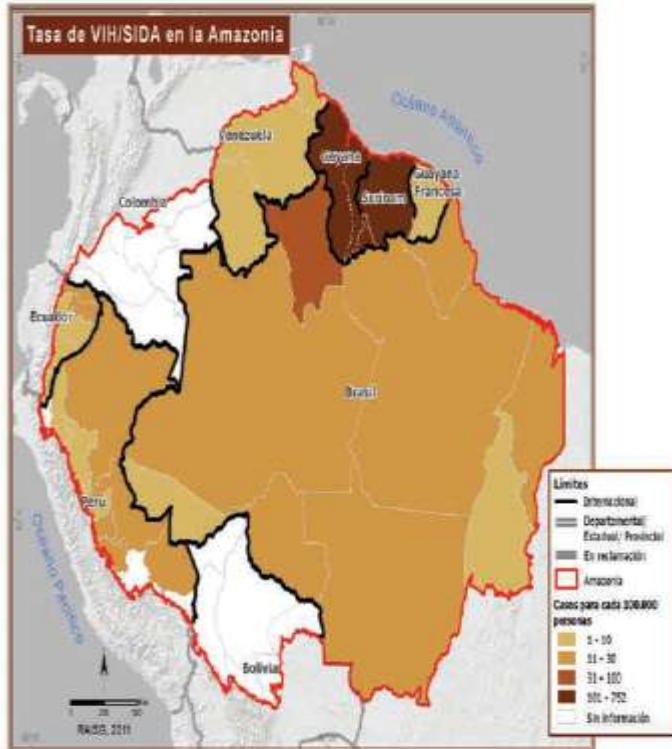 Tasa de VIH/SIDA en la Amazonía
Océano Atlántico
Venezuela
Guyana
Surinam
Guayana
Francesa
Colombia
Ecuador
Brasil
Perú
Océano Pacífico
Bolivia
RAISG, 2011
Límites
Internacional
Departamental/
Estadual/ Provincial
En reclamación
Amazonía
Casos para cada 100.000
personas
1 - 10
11 - 30
31 - 100
101 - 752
Sin información